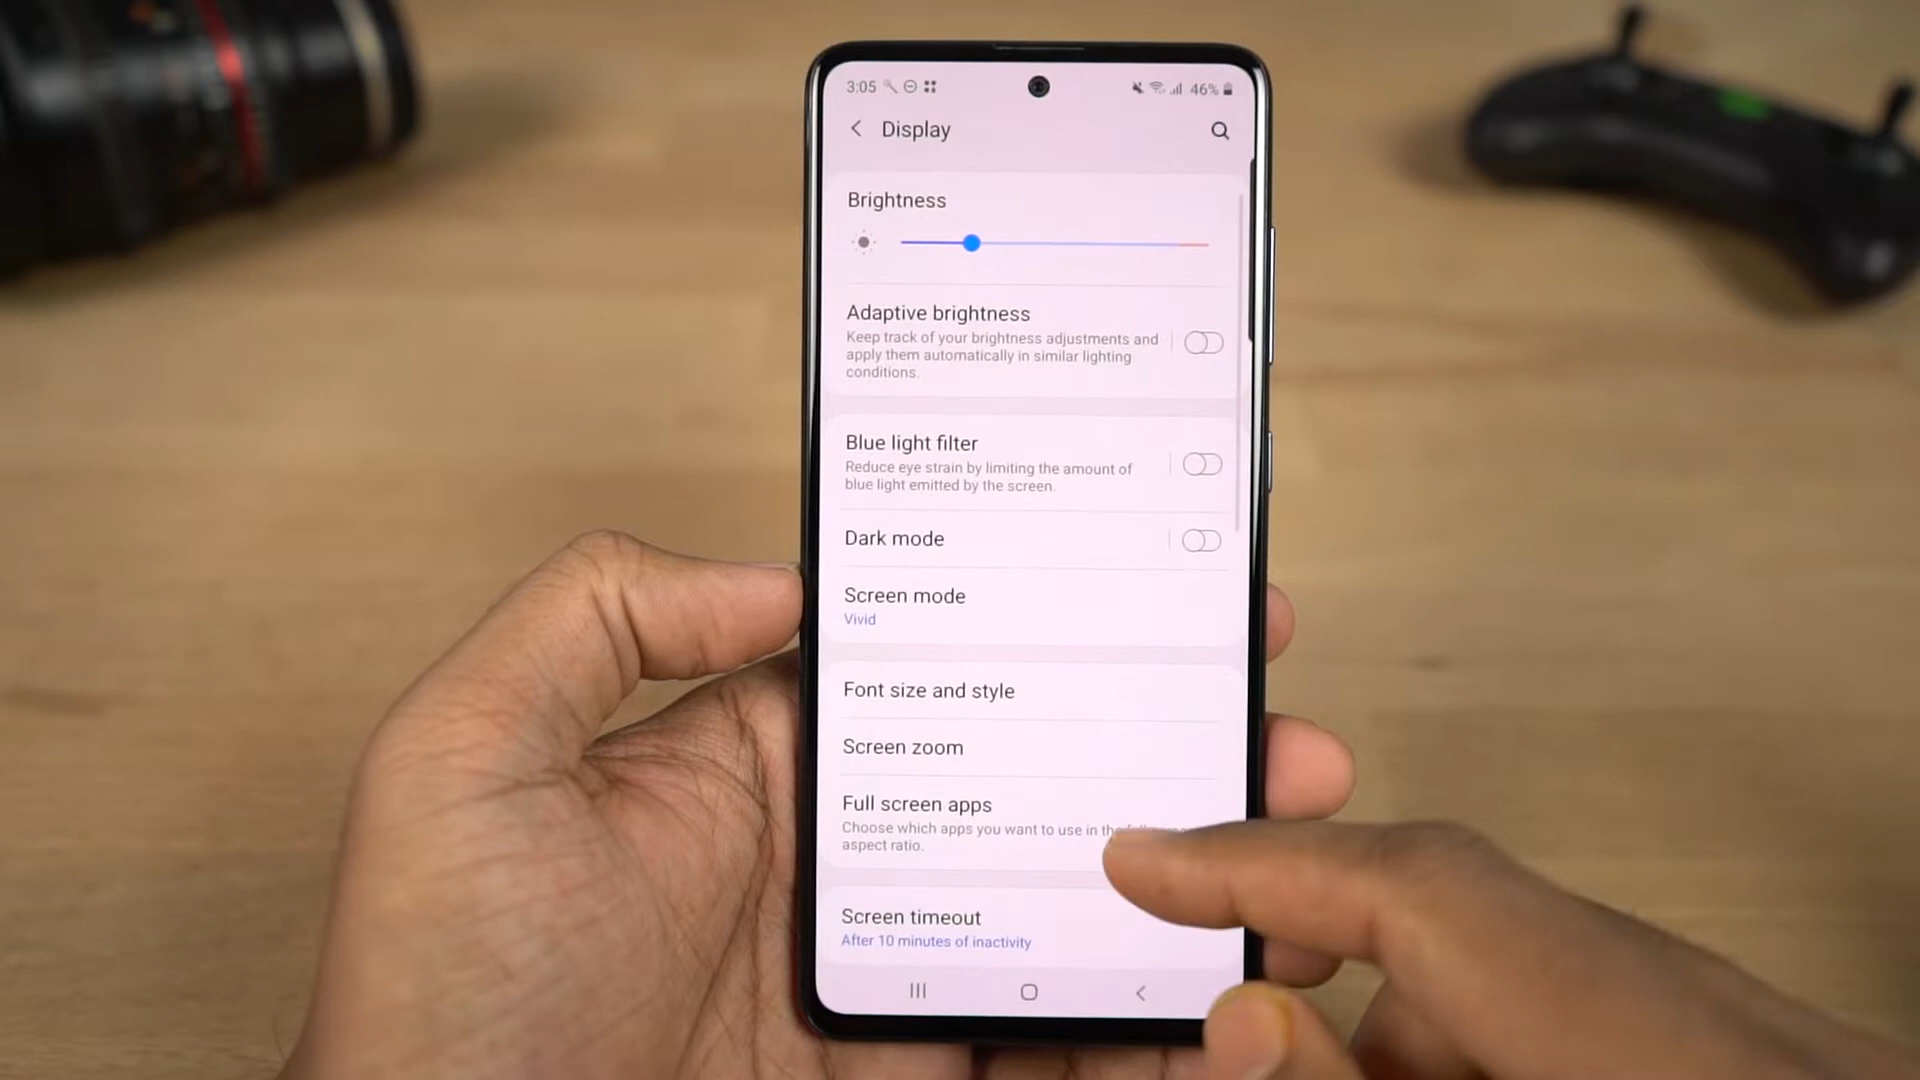 3:05
46%
Display
Brightness
Adaptive brightness
Keep track of your brightness adjustments and
apply them automatically in similar lighting
conditions.
Blue light filter
Reduce eye strain by limiting the amount of
blue light emitted by the screen.
Dark mode
Screen mode
Vivid
Font size and style
Screen zoom
Full screen apps
Choose which apps you want to use in the
aspect ratio.
Screen timeout
After 10 minutes of inactivity